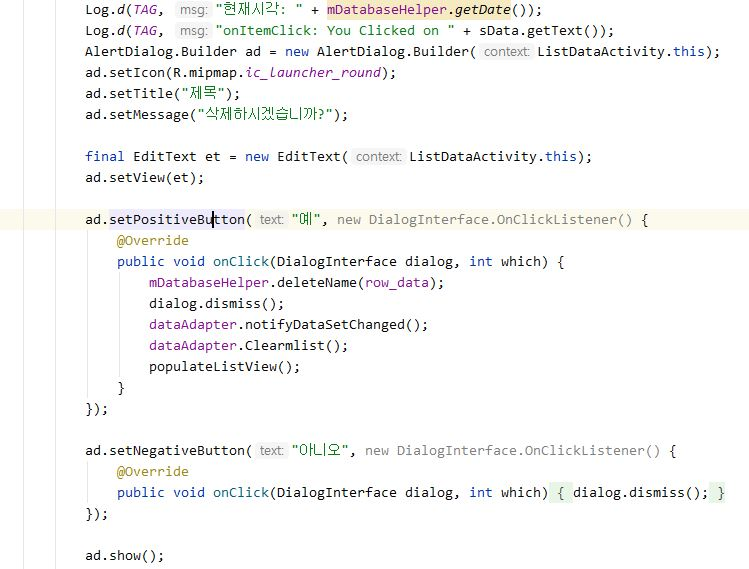 Log.d(TAG, msg: "현재시각: " + mDatabaseHelper.getDate());
Log.d(TAG, msg: "onItemClick: You Clicked on " + sData.getText());
AlertDialog.Builder ad = new AlertDialog.Builder( context: ListDataActivity.this);
ad.setIcon(R.mipmap.ic_launcher_round);
ad.setTitle("제목");
ad.setMessage("삭제하시겠습니까?");
final EditText et = new EditText( context: ListDataActivity.this);
ad.setView(et);
ad.setPositiveButton( text: "예", new DialogInterface.OnClickListener() {
@Override
public void onClick(DialogInterface dialog, int which) {
mDatabaseHelper.deleteName(row_data);
dialog.dismiss();
dataAdapter.notifyDataSetChanged();
dataAdapter.Clearmlist();
populateListView();
}
});
ad.setNegativeButton( text: "아니오", new DialogInterface.OnClickListener() {
@Override
public void onClick(DialogInterface dialog, int which) { dialog.dismiss(); }
});
ad.show();